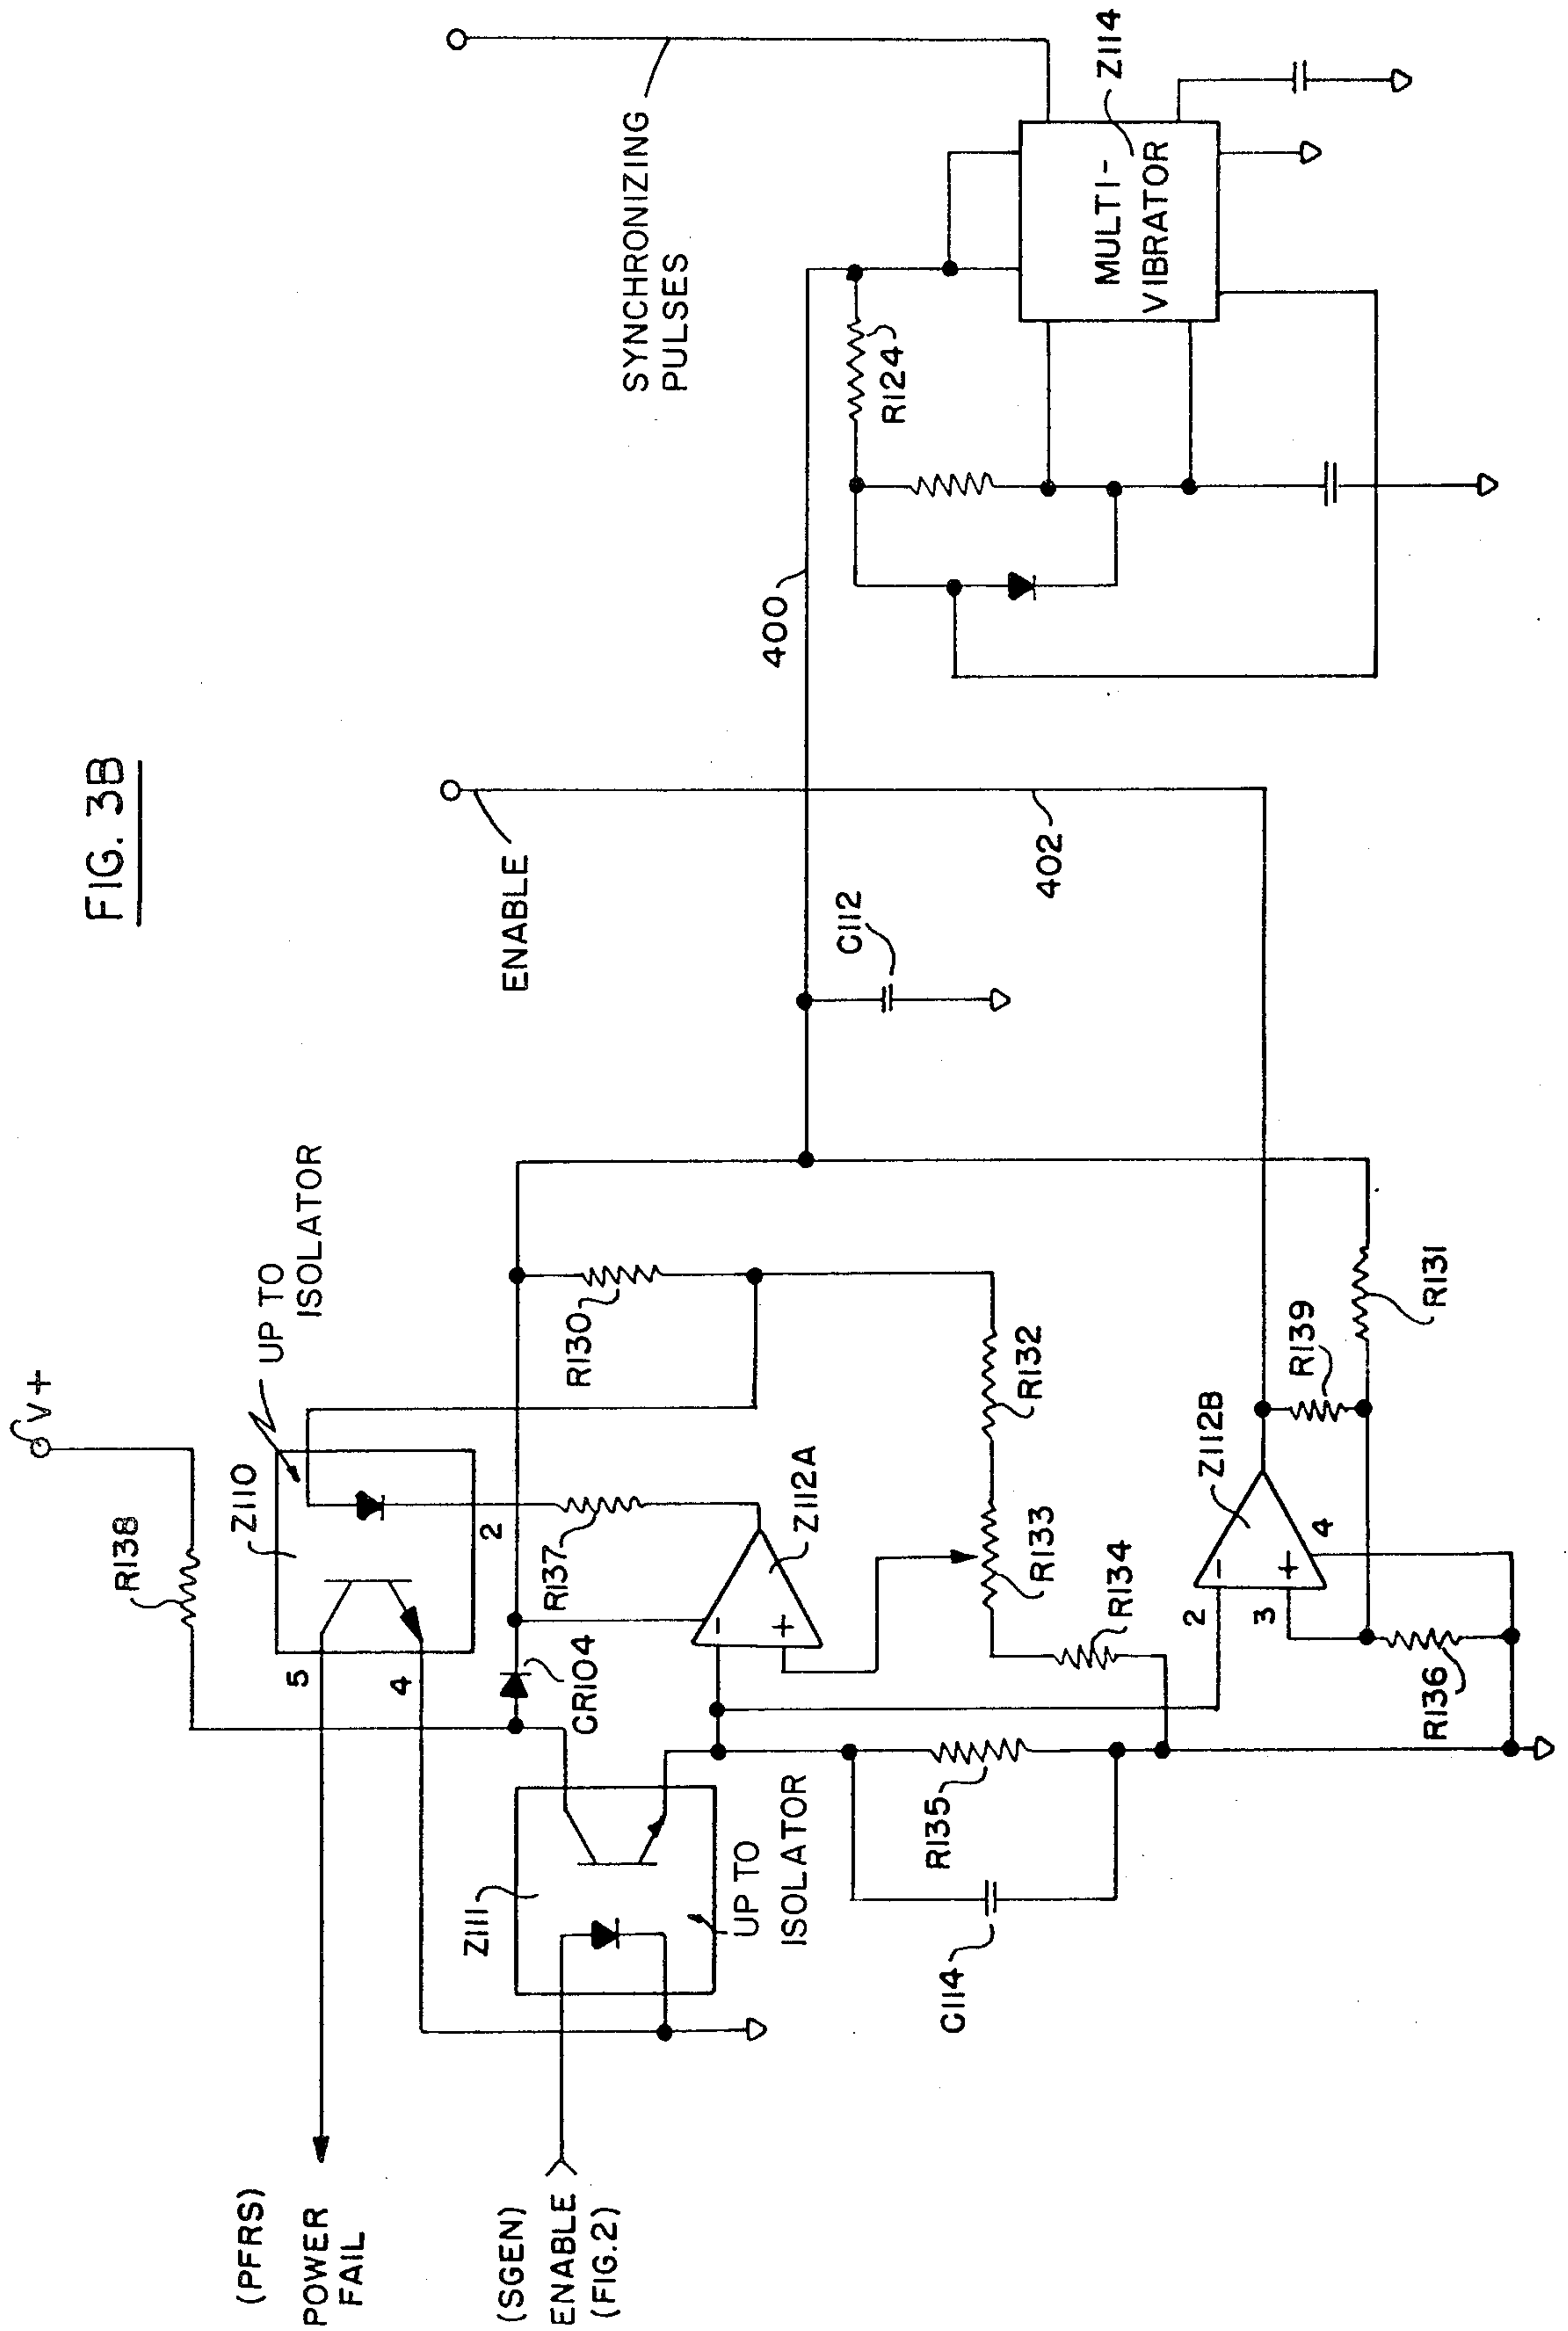 FIG. 3B
V+
R138
Z110
UP TO
ISOLATOR
5
4
2
R137
R130
CR104
Z111
UP TO
ISOLATOR
(PFRS)
POWER
FAIL
(SGEN)
ENABLE
(FIG.2)
Z112A
R132
R133
R134
R135
C114
Z112B
2
3
4
R139
R131
R136
C112
ENABLE
402
400
SYNCHRONIZING
PULSES
R124
MULTI-
VIBRATOR
Z114